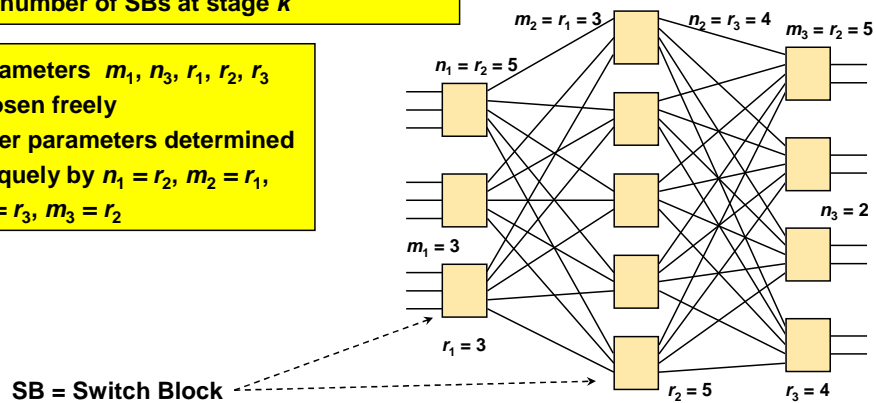 number of SBs at stage k
m₂ = r₁ = 3
n₂ = r₃ = 4
m₃ = r₂ = 5
n₁ = r₂ = 5
m₁, n₃, r₁, r₂, r₃
osen freely
er parameters determined
quely by n₁ = r₂, m₂ = r₁,
= r₃, m₃ = r₂
n₃ = 2
m₁ = 3
r₁ = 3
SB = Switch Block
r₂ = 5
r₃ = 4